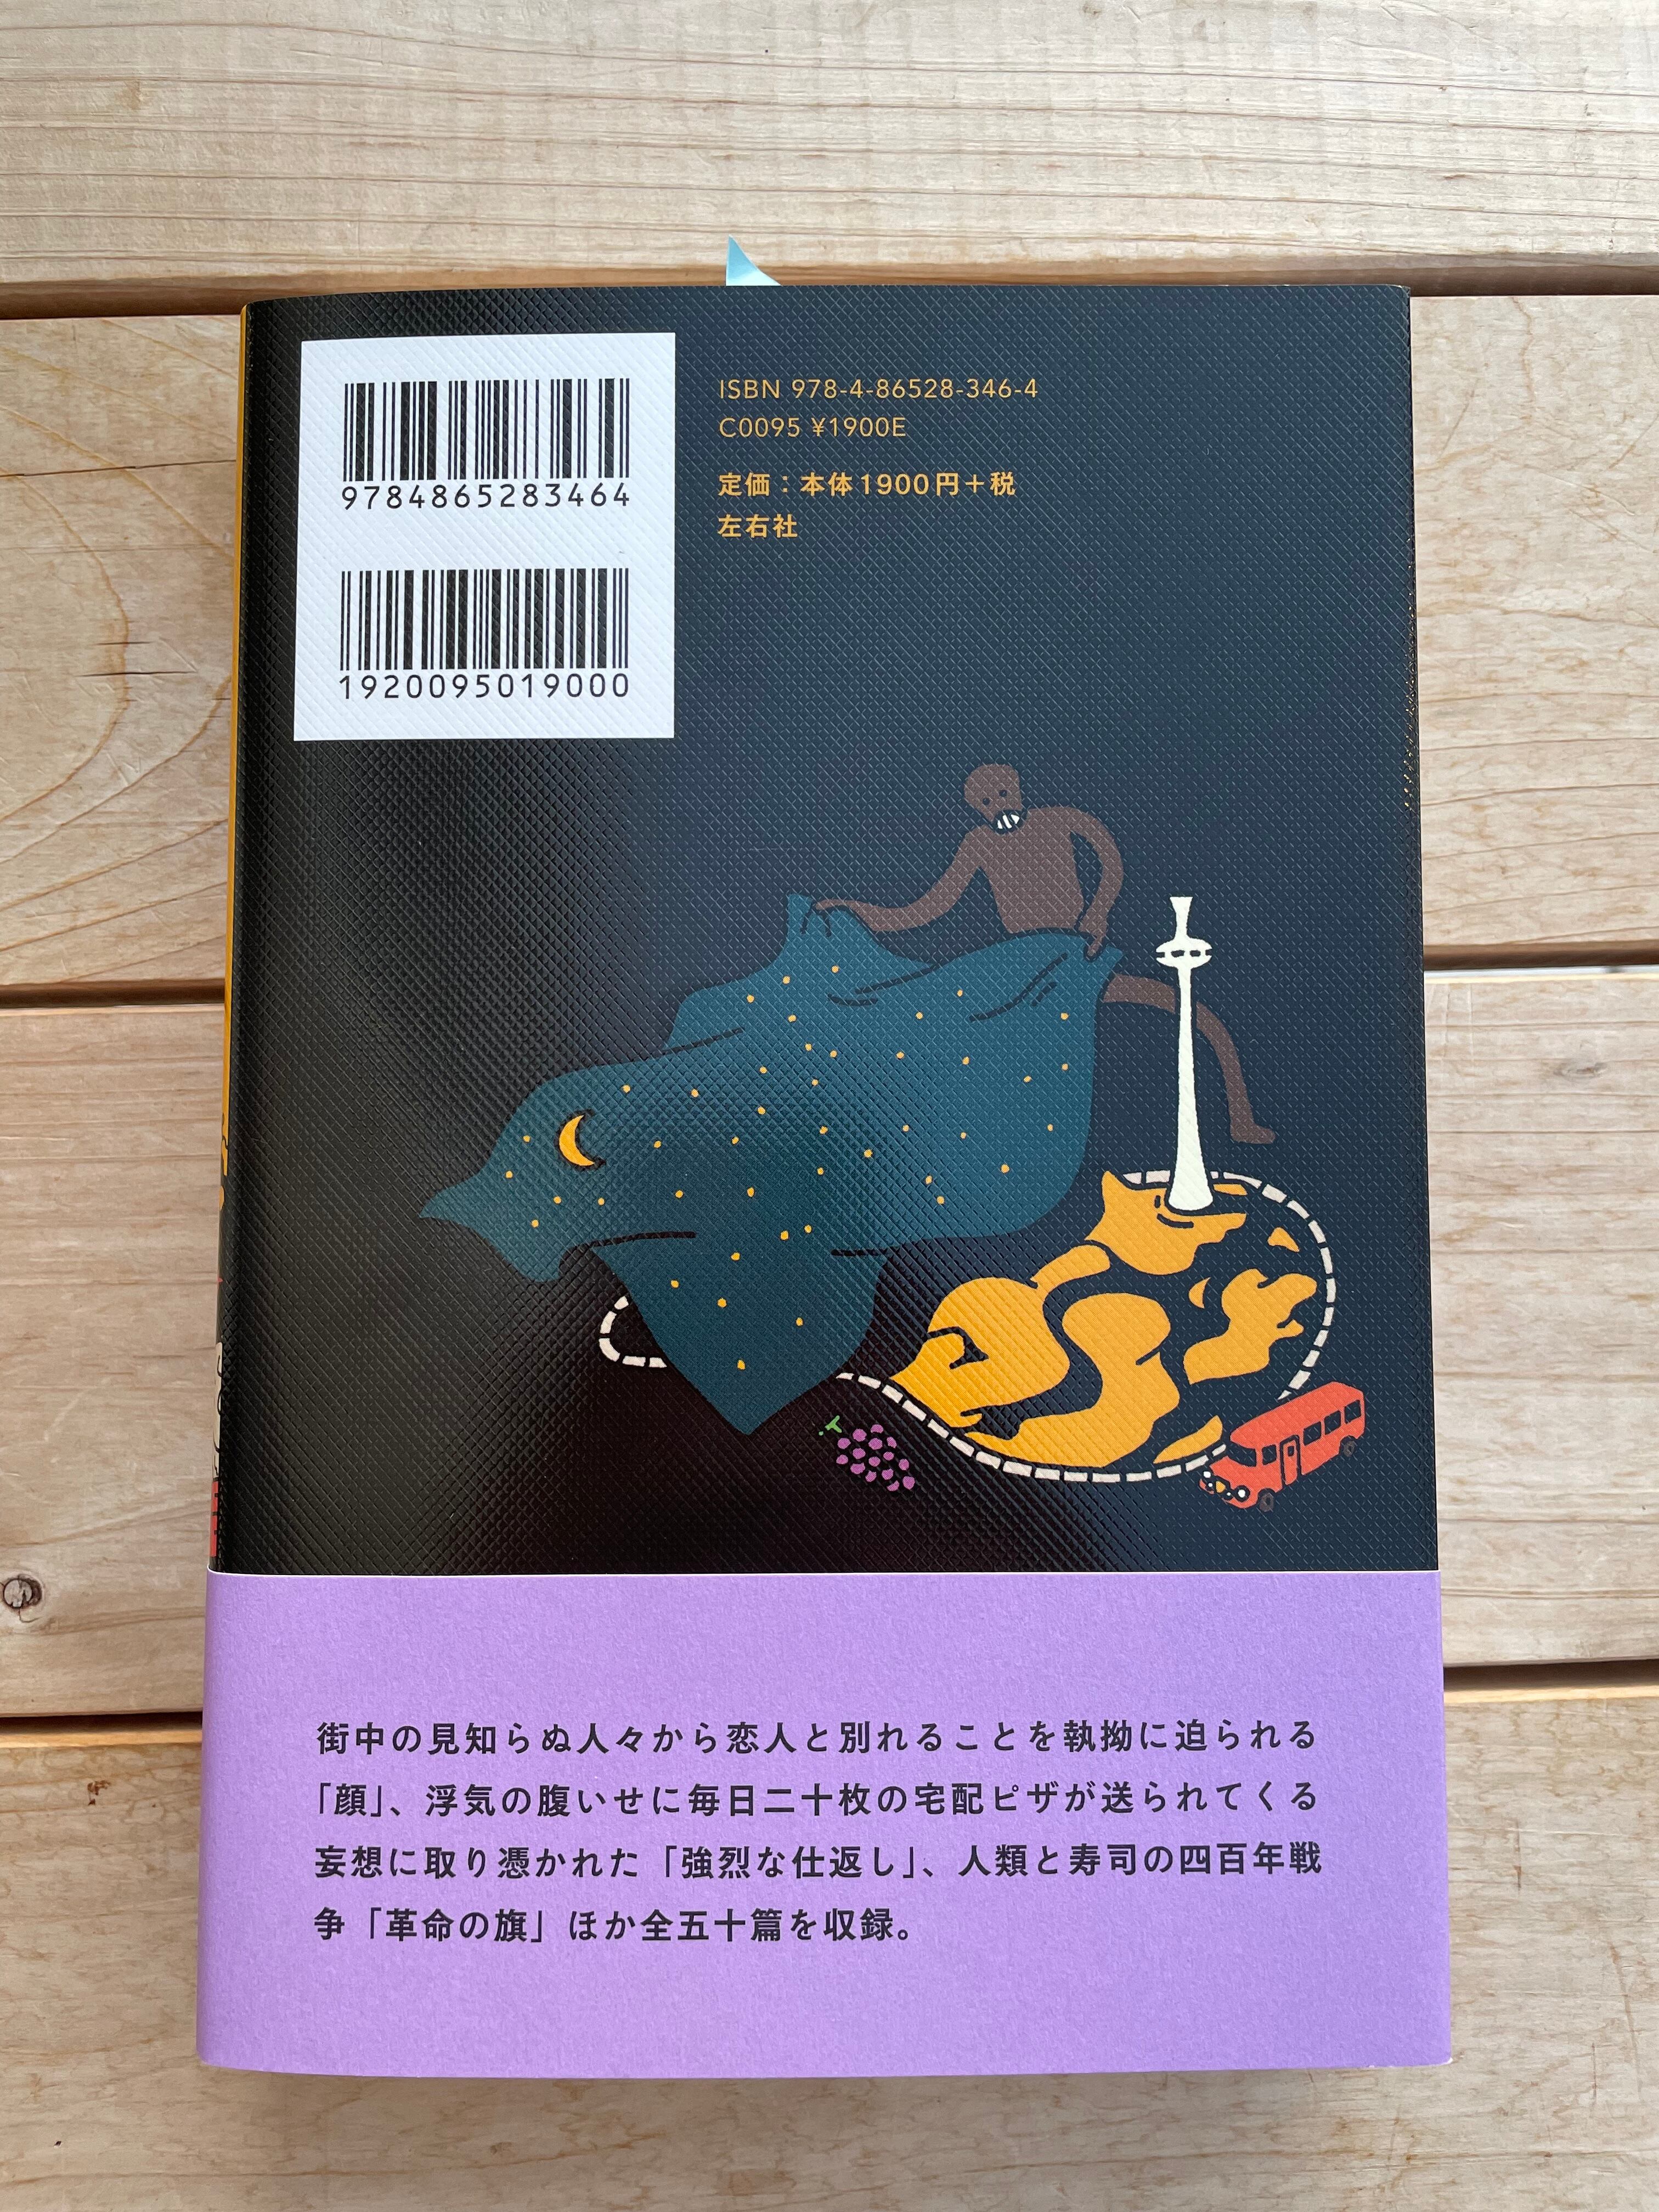 9784865283464
1920095019000
ISBN 978-4-86528-346-4
C0095 ¥1900E
定価：本体1900円＋税
左右社
街中の見知らぬ人々から恋人と別れることを執拗に迫られる
「顔」、浮気の腹いせに毎日二十枚の宅配ピザが送られてくる
妄想に取り憑かれた「強烈な仕返し」、人類と寿司の四百年戦
争「革命の旗」ほか全五十篇を収録。